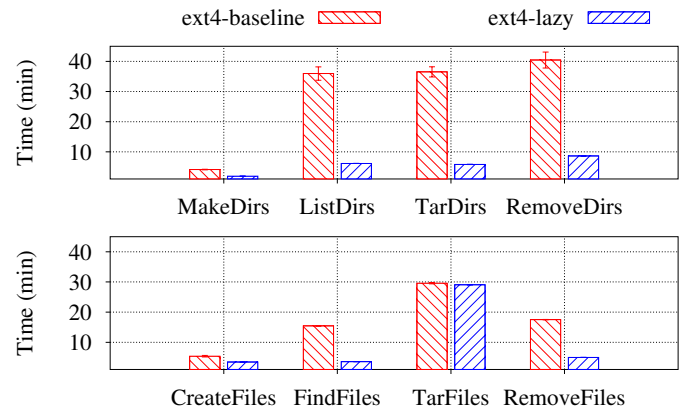 ext4-baseline ext4-lazy
Time (min)
40
30
20
10
MakeDirs ListDirs TarDirs RemoveDirs
Time (min)
40
30
20
10
CreateFiles FindFiles TarFiles RemoveFiles